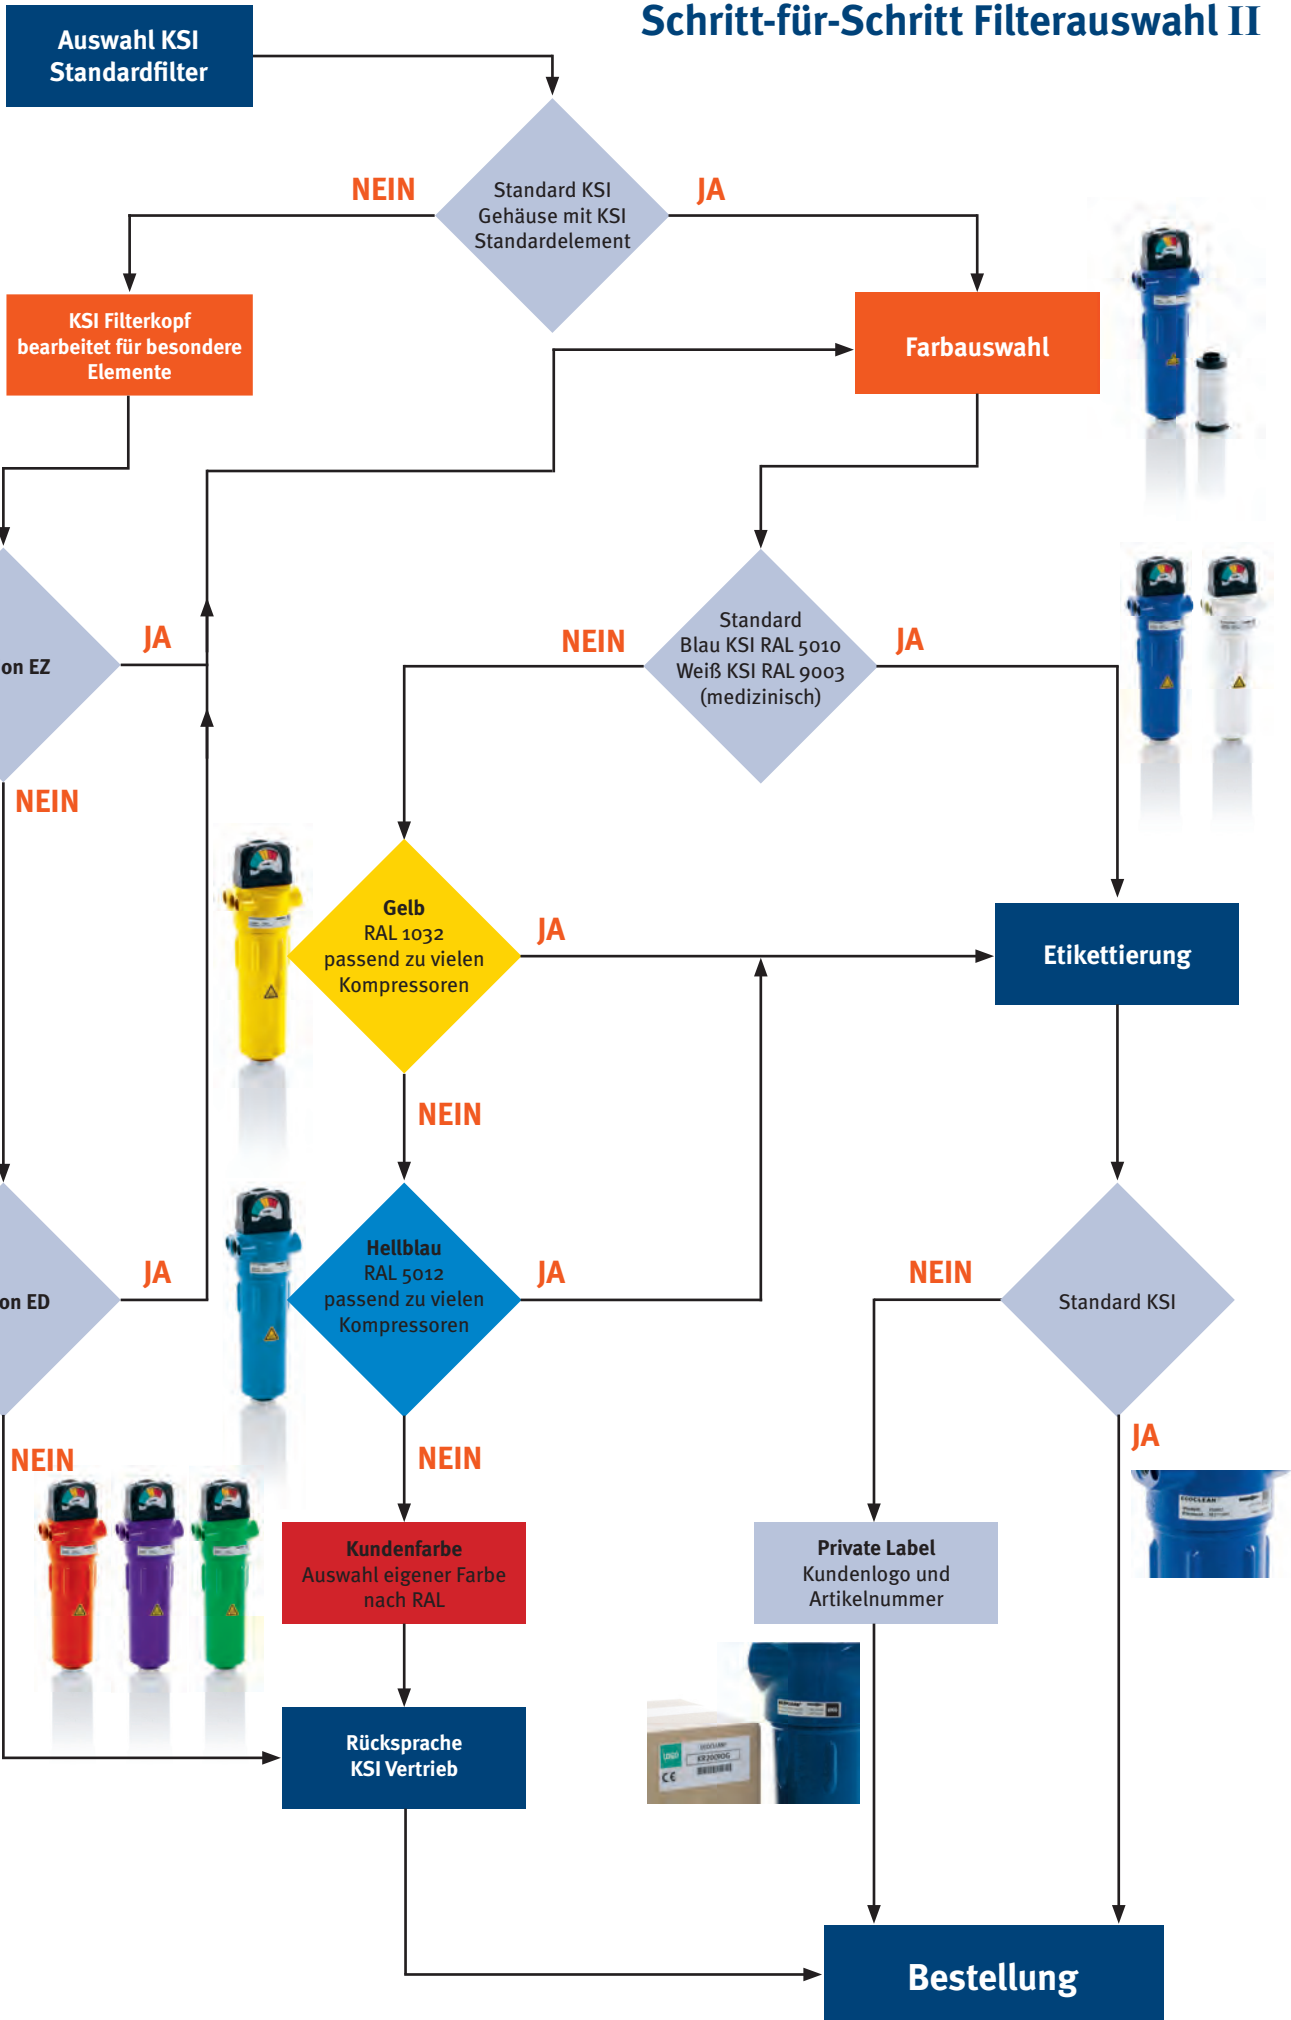 Schritt-für-Schritt Filterauswahl II
Auswahl KSI
Standardfilter
NEIN
Standard KSI
Gehäuse mit KSI
Standardelement
JA
KSI Filterkopf
bearbeitet für besondere
Elemente
Farbauswahl
JA
on EZ
NEIN
NEIN
Standard
Blau KSI RAL 5010
Weiß KSI RAL 9003
(medizinisch)
JA
Gelb
RAL 1032
passend zu vielen
Kompressoren
JA
Etikettierung
NEIN
JA
on ED
NEIN
Hellblau
RAL 5012
passend zu vielen
Kompressoren
JA
NEIN
Standard KSI
NEIN
JA
ECOCLEAN
Kundenfarbe
Auswahl eigener Farbe
nach RAL
Private Label
Kundenlogo und
Artikelnummer
Rücksprache
KSI Vertrieb
LOGO
CE
Bestellung